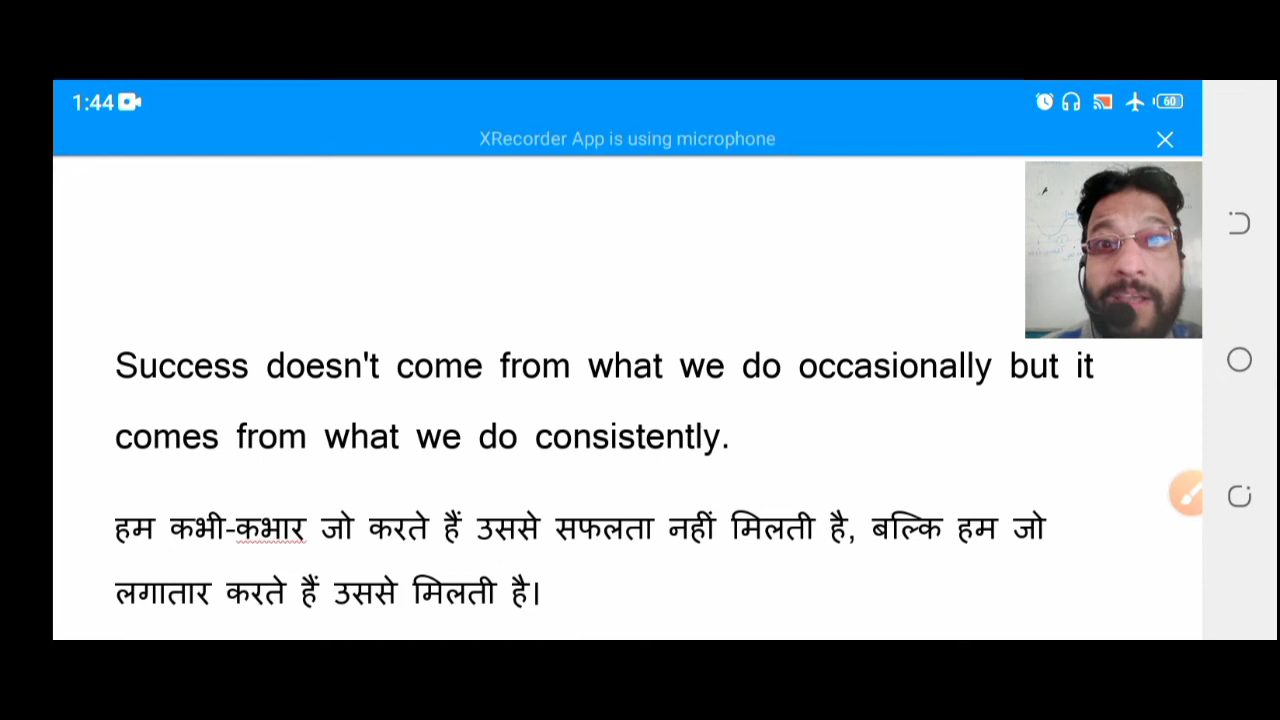 1:44
60
XRecorder App is using microphone
Success doesn't come from what we do occasionally but it
comes from what we do consistently.
हम कभी-कभार जो करते हैं उससे सफलता नहीं मिलती है, बल्कि हम जो
लगातार करते हैं उससे मिलती है।